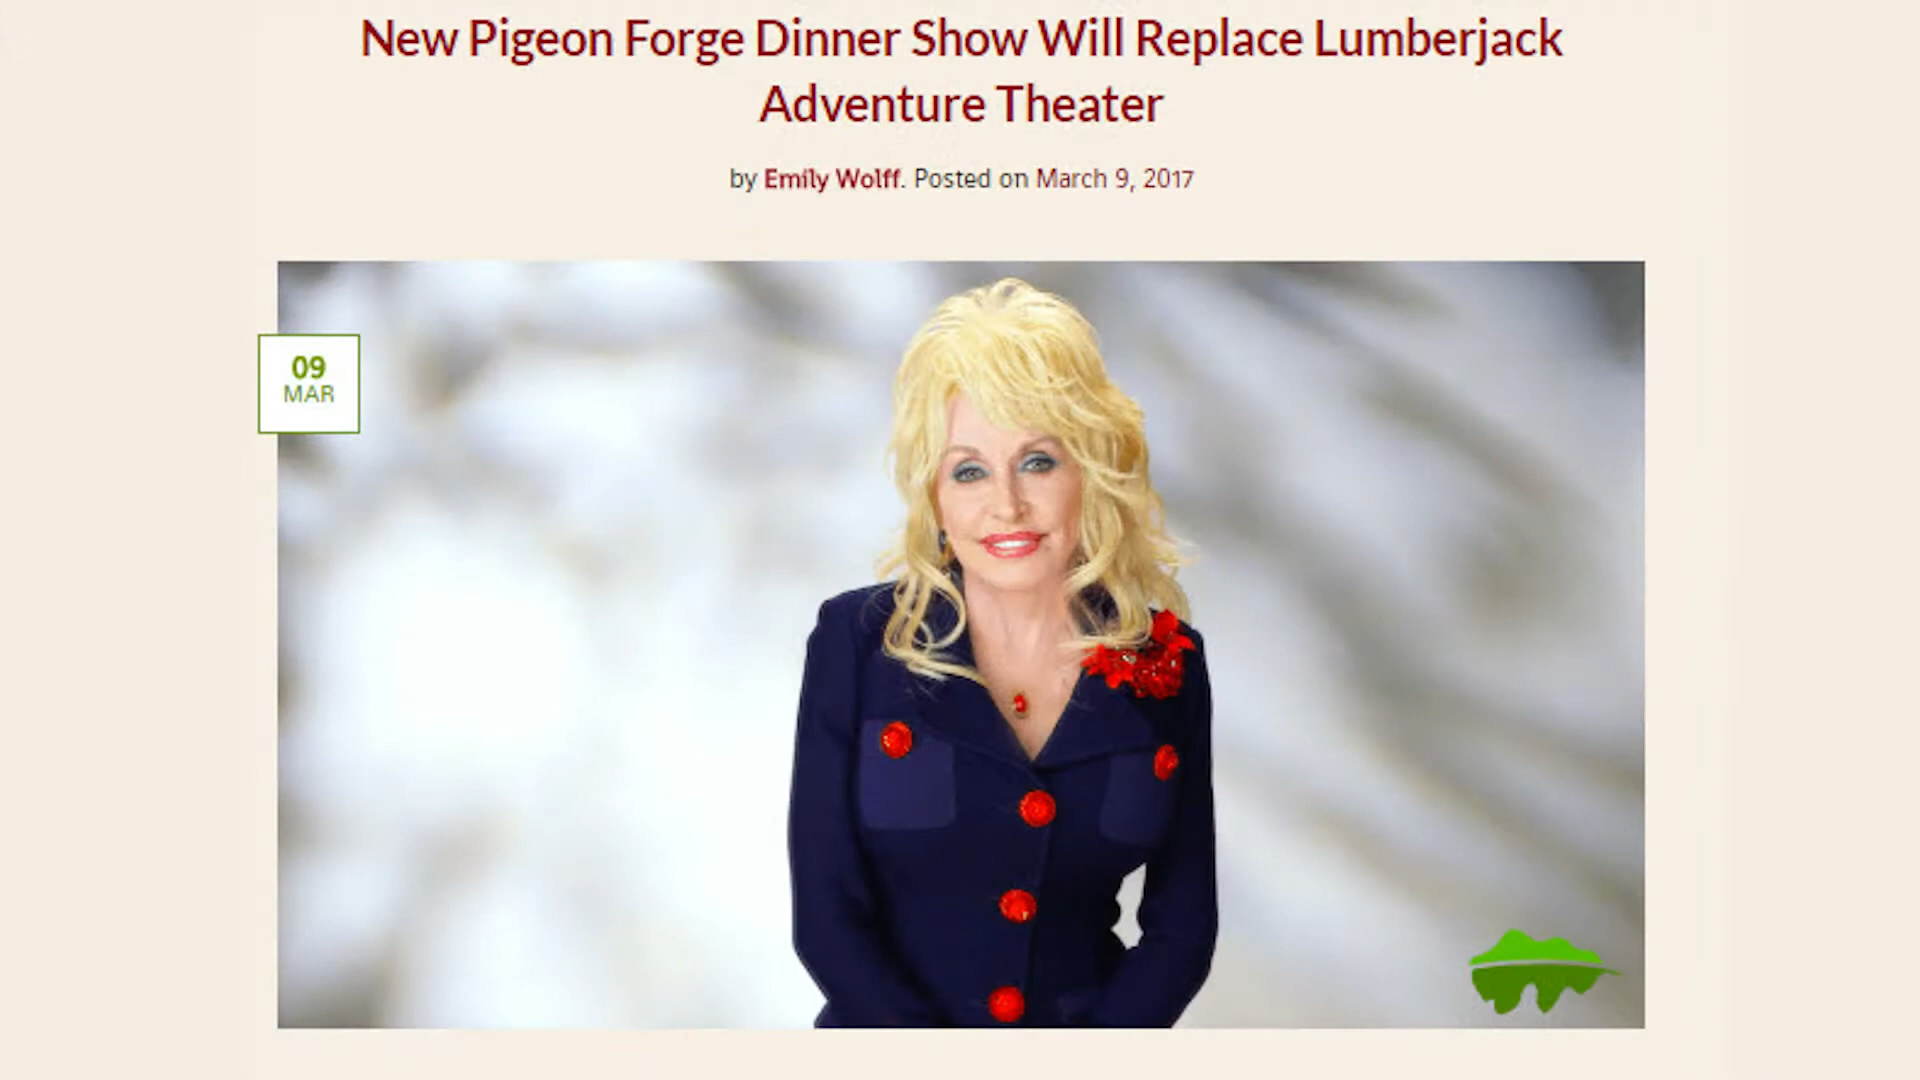 New Pigeon Forge Dinner Show Will Replace Lumberjack
Adventure Theater
by Emily Wolff. Posted on March 9, 2017
09
MAR